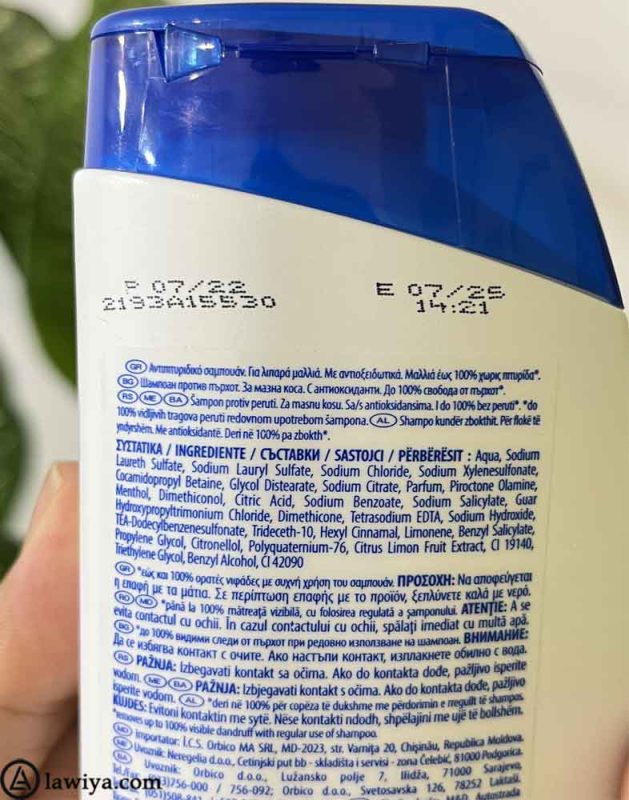 P 07/22
2193A15530
E 07/25
14:21
GR Αντιπιτυριδικό σαμπουάν. Για λιπαρά μαλλιά. Με αντιοξειδωτικά. Μαλλιά έως 100% χωρίς πιτυρίδα*.
BG Шампоан против пърхот. За мазна коса. С антиоксиданти. До 100% свобода от пърхот*.
RS ME BA Šampon protiv peruti. Za masnu kosu. Sa/s antioksidansima. I do 100% bez peruti*. *do
100% vidljivih tragova peruti redovnom upotrebom šampona. AL Shampo kundër zbokthit. Për flokë të
yndyrshëm. Me antioksidantë. Deri në 100% pa zbokth*.
ΣΥΣΤΑΤΙΚΑ / INGREDIENTE / СЪСТАВКИ / SASTOJCI / PËRBËRËSIT : Aqua, Sodium
Laureth Sulfate, Sodium Lauryl Sulfate, Sodium Chloride, Sodium Xylenesulfonate,
Cocamidopropyl Betaine, Glycol Distearate, Sodium Citrate, Parfum, Piroctone Olamine,
Menthol, Dimethiconol, Citric Acid, Sodium Benzoate, Sodium Salicylate, Guar
Hydroxypropyltrimonium Chloride, Dimethicone, Tetrasodium EDTA, Sodium Hydroxide,
TEA-Dodecylbenzenesulfonate, Trideceth-10, Hexyl Cinnamal, Limonene, Benzyl Salicylate,
Propylene Glycol, Citronellol, Polyquaternium-76, Citrus Limon Fruit Extract, CI 19140,
Triethylene Glycol, Benzyl Alcohol, CI 42090
GR *έως και 100% ορατές νιφάδες με συχνή χρήση του σαμπουάν. ΠΡΟΣΟΧΗ: Να αποφεύγεται
η επαφή με τα μάτια. Σε περίπτωση επαφής με το προϊόν, ξεπλύνετε καλά με νερό.
RO MD *până la 100% mătreață vizibilă, cu folosirea regulată a șamponului. ATENȚIE: A se
evita contactul cu ochii. În cazul contactului cu ochii, spălați imediat cu multă apă.
BG *до 100% видими следи от пърхот при редовно използване на шампоан. ВНИМАНИЕ:
Да се избягва контакт с очите. Ако настъпи контакт, изплакнете обилно с вода.
RS PAŽNJA: Izbegavati kontakt sa očima. Ako do kontakta dođe, pažljivo isperite
vodom. ME BA PAŽNJA: Izbjegavati kontakt s očima. Ako do kontakta dođe, pažljivo
isperite vodom. AL *deri në 100% për copëza të dukshme me përdorimin e rregullt të shampos.
KUJDES: Evitoni kontaktin me sytë. Nëse kontakti ndodh, shpëlajini me ujë të bollshëm.
*removes up to 100% visible dandruff with regular use of shampoo.
MD Importator: Î.C.S. Orbico MA SRL, MD-2023, str. Varnița 20, Chișinău, Republica Moldova.
ME Uvoznik: Neregelia d.o.o., Cetinjski put bb - skladišta i servisi - zona Čelebić, 81000 Podgorica.
BA Uvoznik: Orbico d.o.o., Lužansko polje 7, Ilidža, 71000 Sarajevo,
Tel./Fax 756-000 / 756-092; Orbico d.o.o., Svetosavska, 78252 Laktaši.
Autostrada
lawiya.com